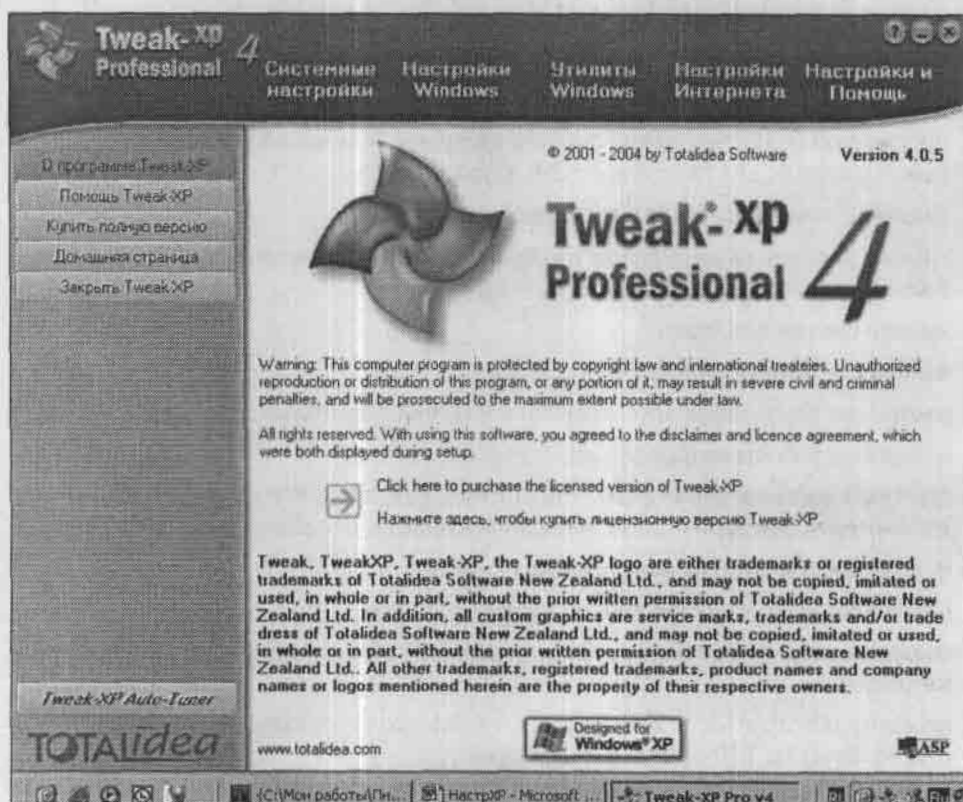 Tweak-XP
Professional 4
Системные настройки
Настройки Windows
Утилиты Windows
Настройки Интернета
Настройки и Помощь
О программе Tweak-XP
Помощь Tweak-XP
Купить полную версию
Домашняя страница
Закрыть Tweak-XP
© 2001 - 2004 by Totalidea Software
Version 4.0.5
Tweak-XP
Professional 4
Warning: This computer program is protected by copyright law and international treateies. Unauthorized
reproduction or distribution of this program, or any portion of it, may result in severe civil and criminal
penalties, and will be prosecuted to the maximum extent possible under law.
All rights reserved. With using this software, you agreed to the disclaimer and licence agreement, which
were both displayed during setup.
Click here to purchase the licensed version of Tweak-XP
Нажмите здесь, чтобы купить лицензионную версию Tweak-XP
Tweak, TweakXP, Tweak-XP, the Tweak-XP logo are either trademarks or registered
trademarks of Totalidea Software New Zealand Ltd., and may not be copied, imitated or
used, in whole or in part, without the prior written permission of Totalidea Software New
Zealand Ltd. In addition, all custom graphics are service marks, trademarks and/or trade
dress of Totalidea Software New Zealand Ltd., and may not be copied, imitated or used,
in whole or in part, without the prior written permission of Totalidea Software New
Zealand Ltd.. All other trademarks, registered trademarks, product names and company
names or logos mentioned herein are the property of their respective owners.
Tweak-XP Auto-Tuner
TOTALidea
www.totalidea.com
Designed for
Windows® XP
ASP
C:\Мои работы\Гн...
НастрXP - Microsoft ...
Tweak-XP Pro v4